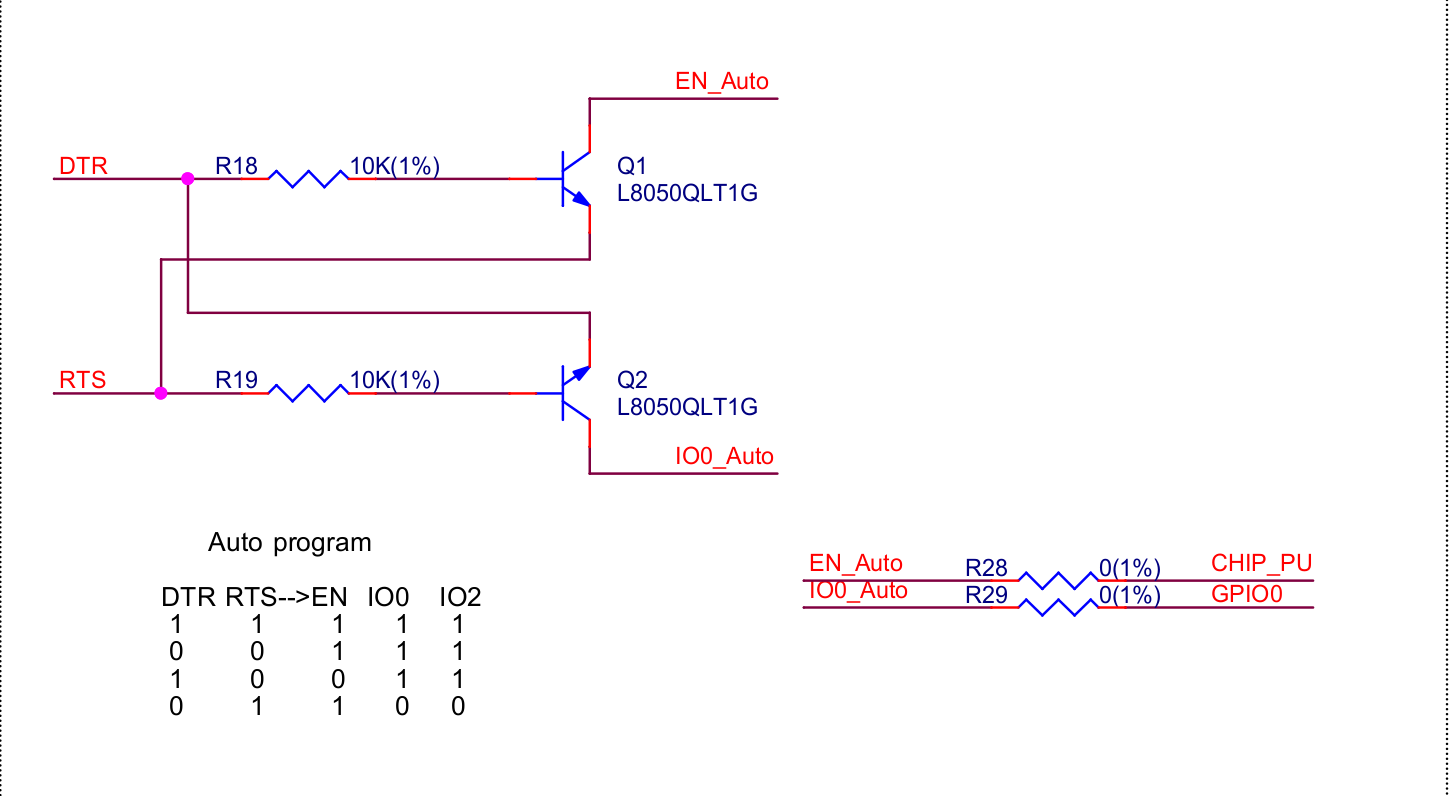 EN_Auto
DTR R18 10K(1%) Q1
L8050QLT1G
RTS R19 10K(1%) Q2
L8050QLT1G
IO0_Auto
Auto program
EN_Auto R28 0(1%) CHIP_PU
IO0_Auto R29 0(1%) GPIO0
DTR RTS-->EN IO0 IO2
1 1 1 1 1
0 0 1 1 1
1 0 0 1 1
0 1 1 0 0